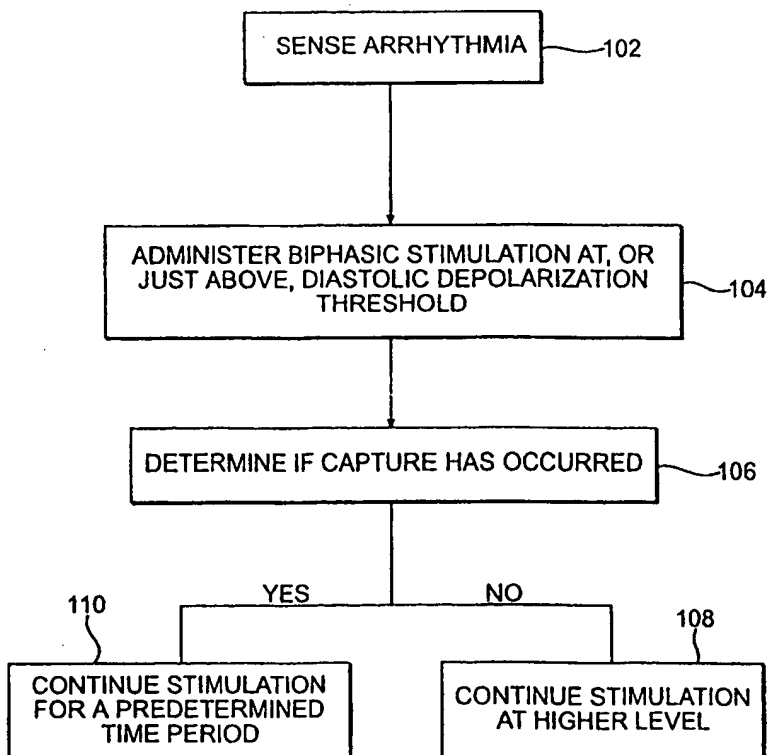 SENSE ARRHYTHMIA
102
ADMINISTER BIPHASIC STIMULATION AT, OR
JUST ABOVE, DIASTOLIC DEPOLARIZATION
THRESHOLD
104
DETERMINE IF CAPTURE HAS OCCURRED
106
YES
NO
110
108
CONTINUE STIMULATION
FOR A PREDETERMINED
TIME PERIOD
CONTINUE STIMULATION
AT HIGHER LEVEL